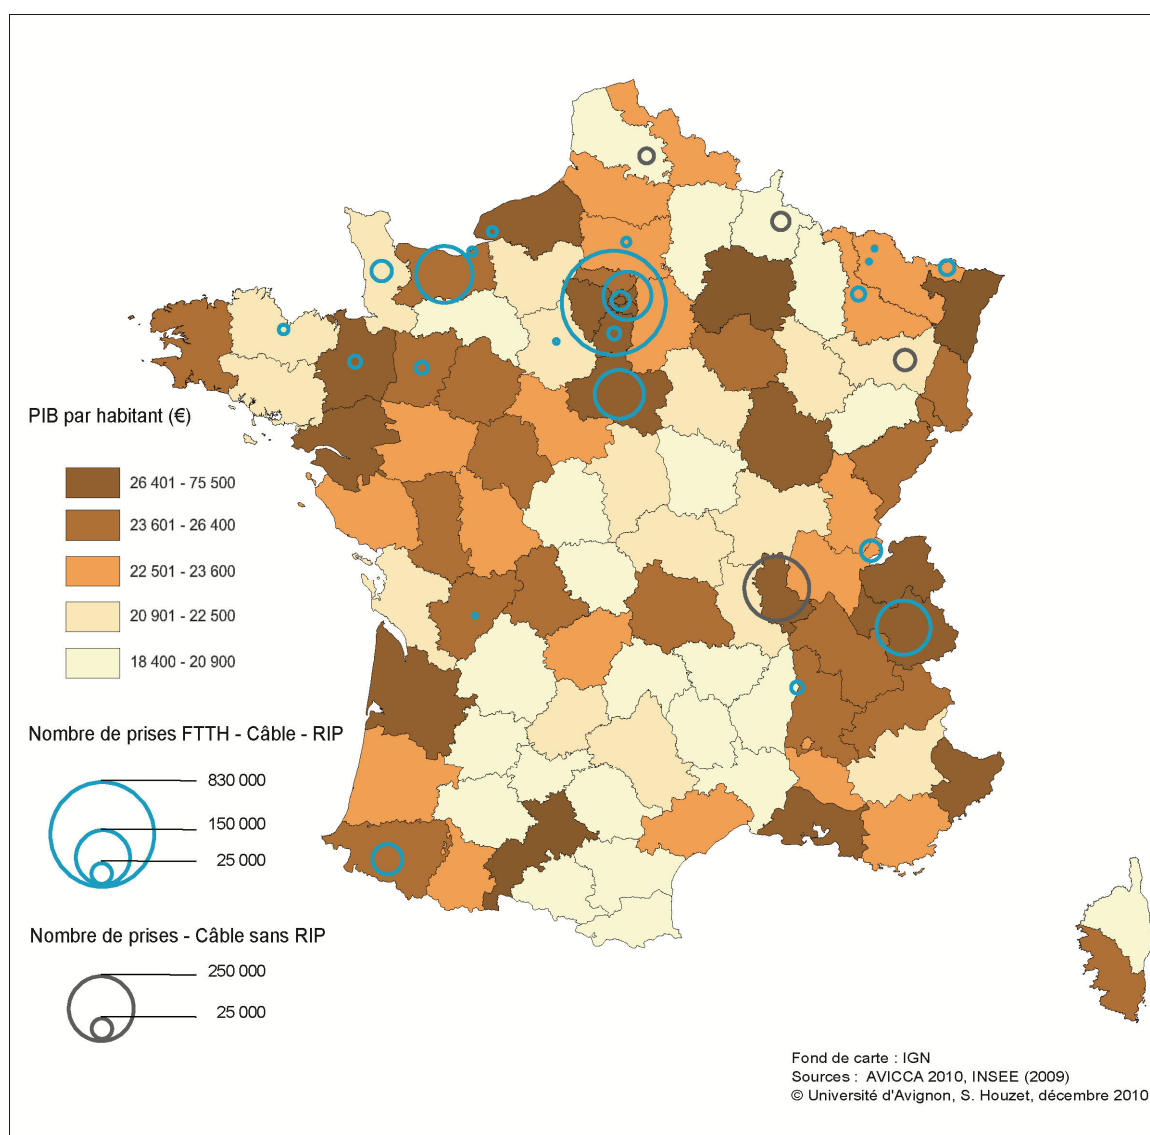 PIB par habitant (€)
26 401 - 75 500
23 601 - 26 400
22 501 - 23 600
20 901 - 22 500
18 400 - 20 900
Nombre de prises FTTH - Câble - RIP
830 000
150 000
25 000
Nombre de prises - Câble sans RIP
250 000
25 000
Fond de carte : IGN
Sources : AVICCA 2010, INSEE (2009)
© Université d'Avignon, S. Houzet, décembre 2010